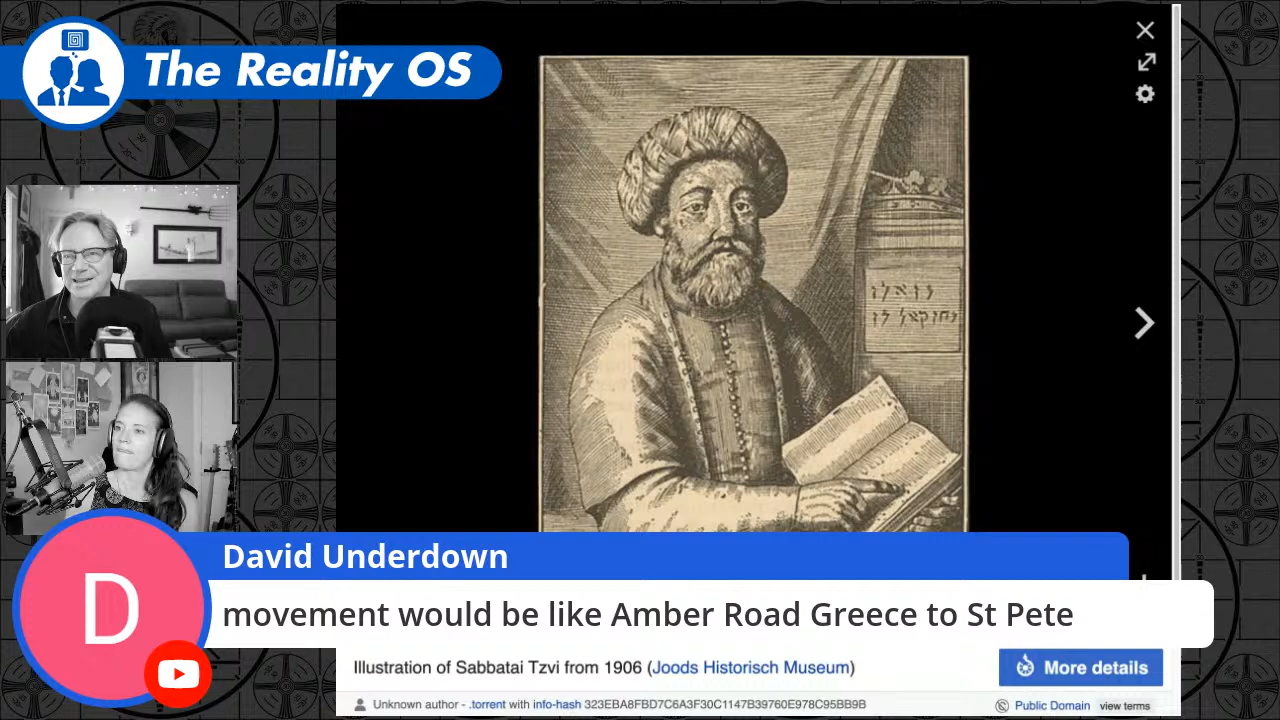 The Reality OS
David Underdown
movement would be like Amber Road Greece to St Pete
D
Illustration of Sabbatai Tzvi from 1906 (Joods Historisch Museum)
More details
Unknown author - .torrent with info-hash 323EBA8FBD7C6A3F30C1147B39760E978C95BB9B
Public Domain view terms